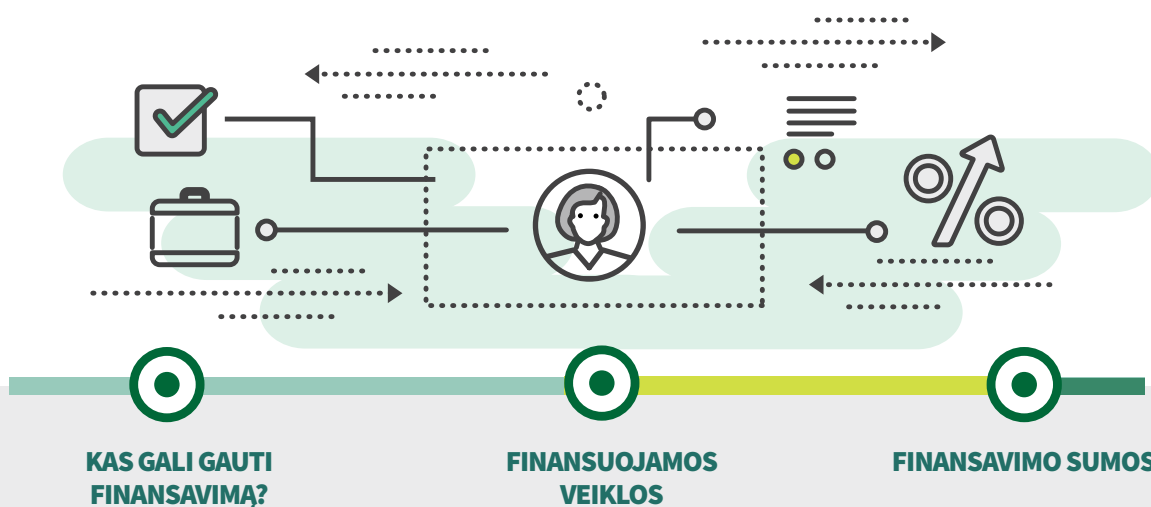 KAS GALI GAUTI
FINANSAVIMĄ?
FINANSUOJAMOS
VEIKLOS
FINANSAVIMO SUMOS